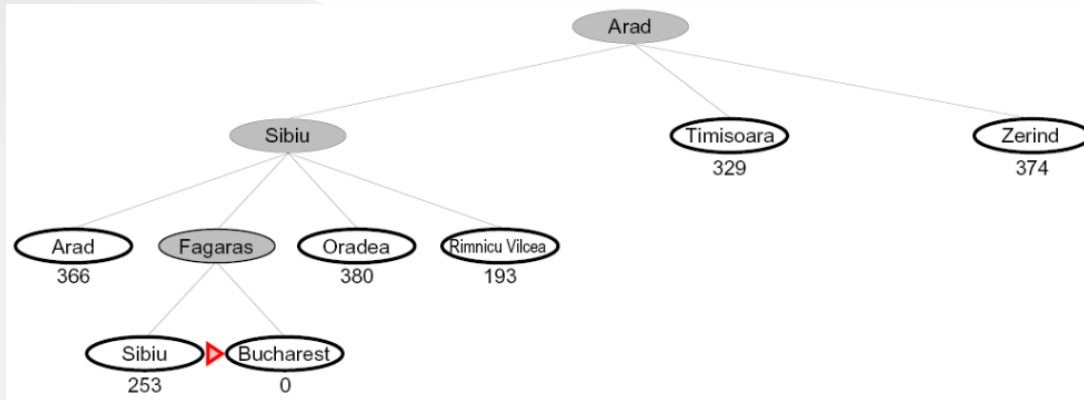 Arad
Sibiu Timisoara Zerind
329 374
Arad Fagaras Oradea Rimnicu Vilcea
366 380 193
Sibiu Bucharest
253 0